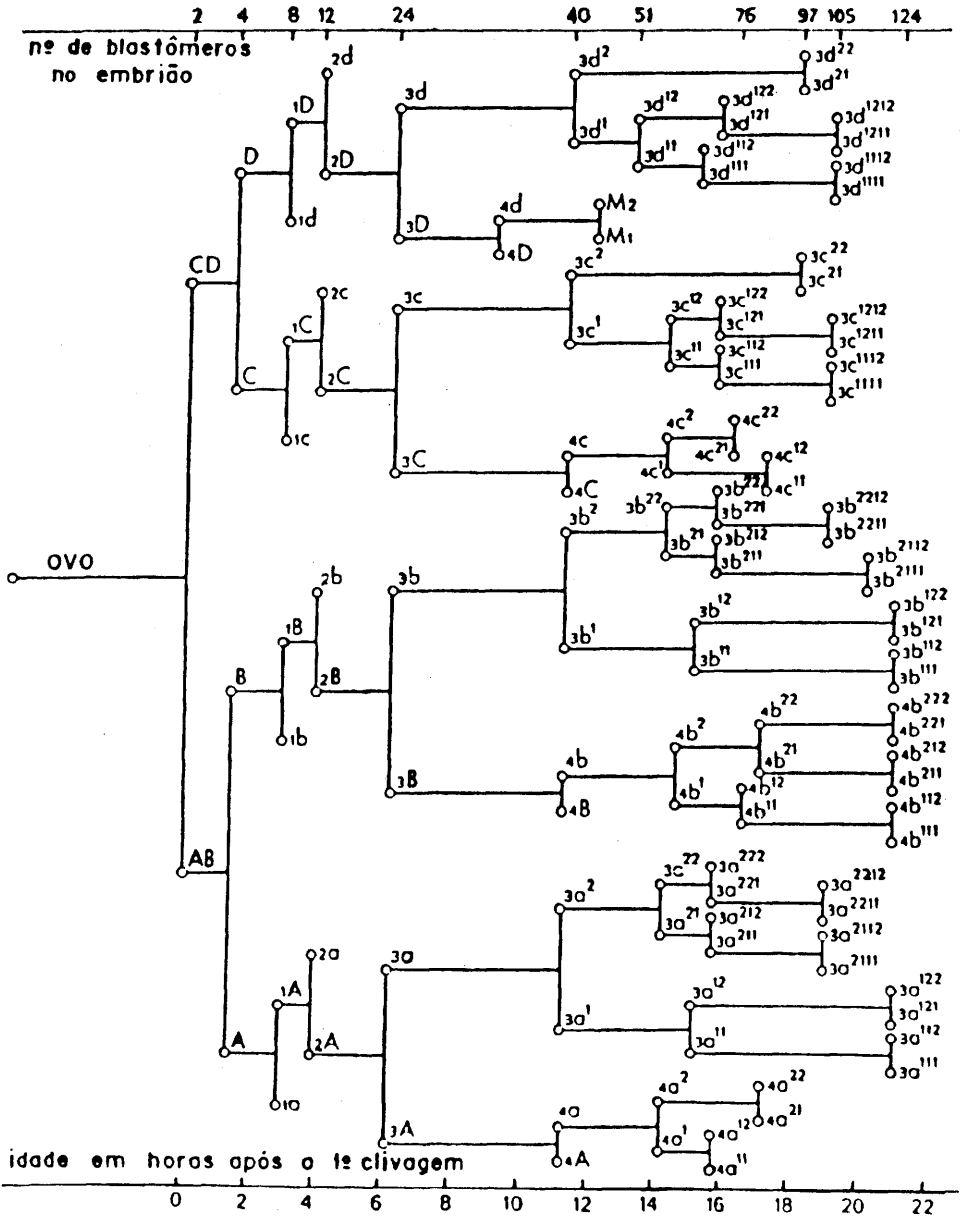 2 4 8 12 24 40 51 76 97 105 124
nº de blastômeros
no embrião
2d
3d²
3d²²
3d²¹
1D
3d
3d¹²
3d¹²²
3d¹²¹
3d¹²¹²
3d¹²¹¹
D
2D
3d¹
3d¹¹
3d¹¹²
3d¹¹¹
3d¹¹¹²
3d¹¹¹¹
1d
3D
4d
4D
M2
M1
CD
2c
3c
3c²
3c²²
3c²¹
1C
3c¹²
3c¹²²
3c¹²¹
3c¹²¹²
3c¹²¹¹
C
2C
3c¹
3c¹¹
3c¹¹²
3c¹¹¹
3c¹¹¹²
3c¹¹¹¹
1c
3C
4c
4C
4c²
4c¹
4c²²
4c²¹
4c¹²
4c¹¹
OVO
2b
3b
3b²
3b²²
3b²²²
3b²²¹
3b²²¹²
3b²²¹¹
3b²¹
3b²¹²
3b²¹¹
3b²¹¹²
3b²¹¹¹
1B
B
2B
3b¹
3b¹²
3b¹¹
3b¹²²
3b¹²¹
3b¹¹²
3b¹¹¹
1b
3B
4b
4B
4b²
4b¹
4b²²
4b²¹
4b¹²
4b¹¹
4b²²²
4b²²¹
4b²¹²
4b²¹¹
4b¹¹²
4b¹¹¹
AB
2a
3a
3a²
3c²²
3a²²²
3a²²¹
3a²²¹²
3a²²¹¹
3a²¹
3a²¹²
3a²¹¹
3a²¹¹²
3a²¹¹¹
1A
A
2A
3a¹
3a¹²
3a¹¹
3a¹²²
3a¹²¹
3a¹¹²
3a¹¹¹
1a
3A
4a
4A
4a²
4a¹
4a²²
4a²¹
4a¹²
4a¹¹
idade em horas após a 1ª clivagem
0 2 4 6 8 10 12 14 16 18 20 22